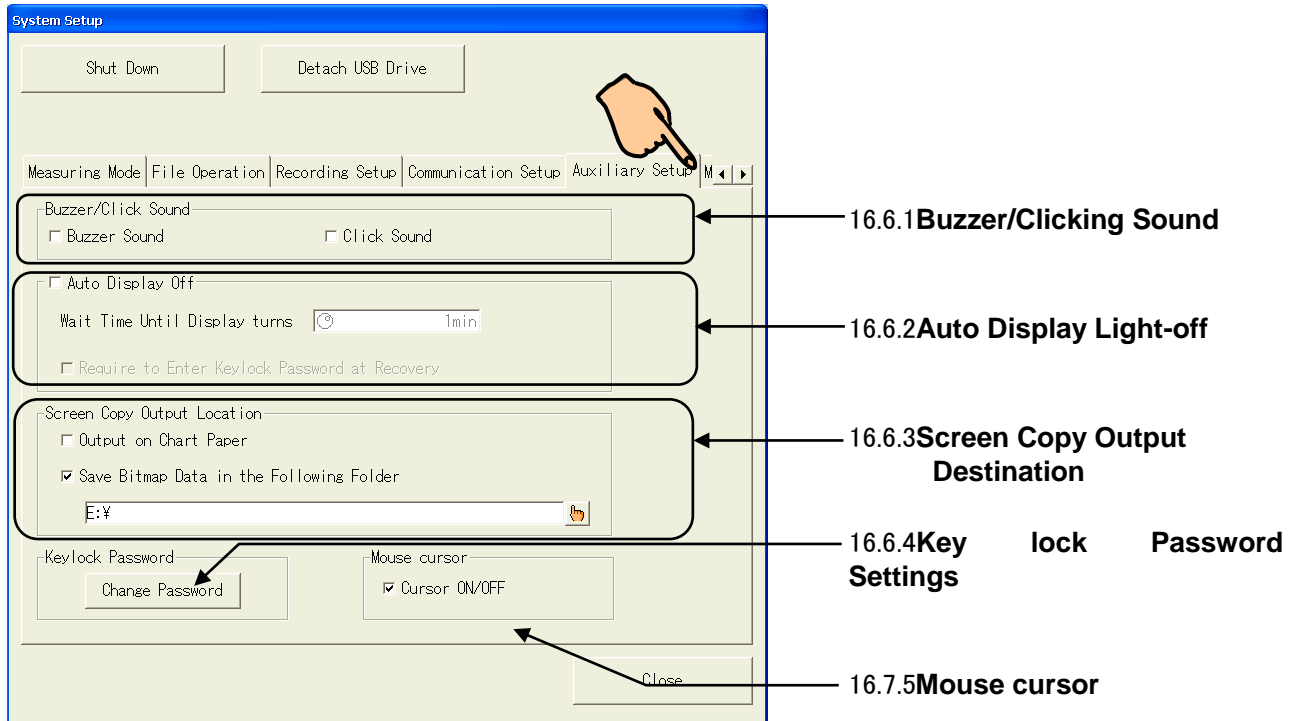 System Setup
Shut Down
Detach USB Drive
Measuring Mode File Operation Recording Setup Communication Setup Auxiliary Setup M
Buzzer/Click Sound
Buzzer Sound Click Sound
16.6.1Buzzer/Clicking Sound
Auto Display Off
Wait Time Until Display turns 1min
Require to Enter Keylock Password at Recovery
16.6.2Auto Display Light-off
Screen Copy Output Location
Output on Chart Paper
Save Bitmap Data in the Following Folder
E:¥
16.6.3Screen Copy Output
Destination
Keylock Password
Change Password
Mouse cursor
Cursor ON/OFF
16.6.4Key lock Password
Settings
Close
16.7.5Mouse cursor